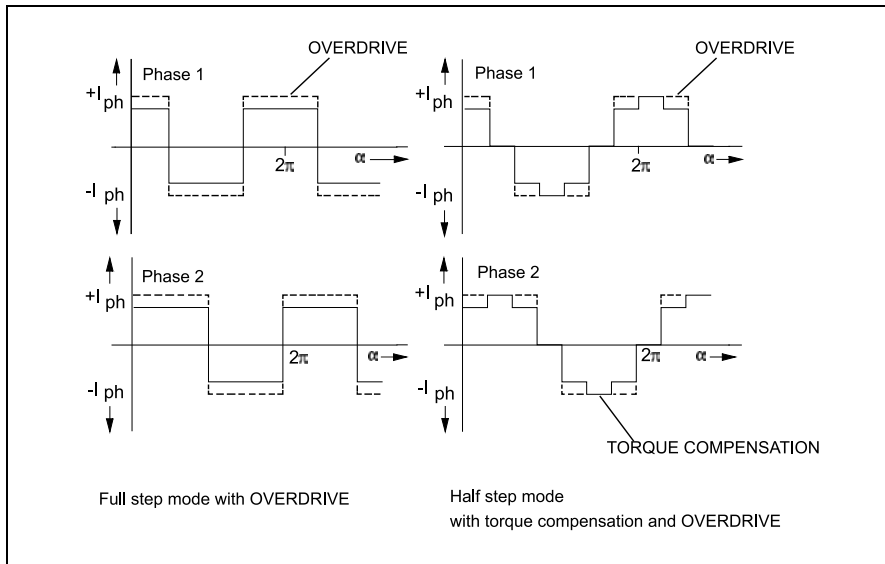 OVERDRIVE
Phase 1
+I ph
2π
α
-I ph
OVERDRIVE
Phase 1
+I ph
2π
α
-I ph
Phase 2
+I ph
2π
α
-I ph
Phase 2
+I ph
2π
α
-I ph
TORQUE COMPENSATION
Full step mode with OVERDRIVE
Half step mode
with torque compensation and OVERDRIVE